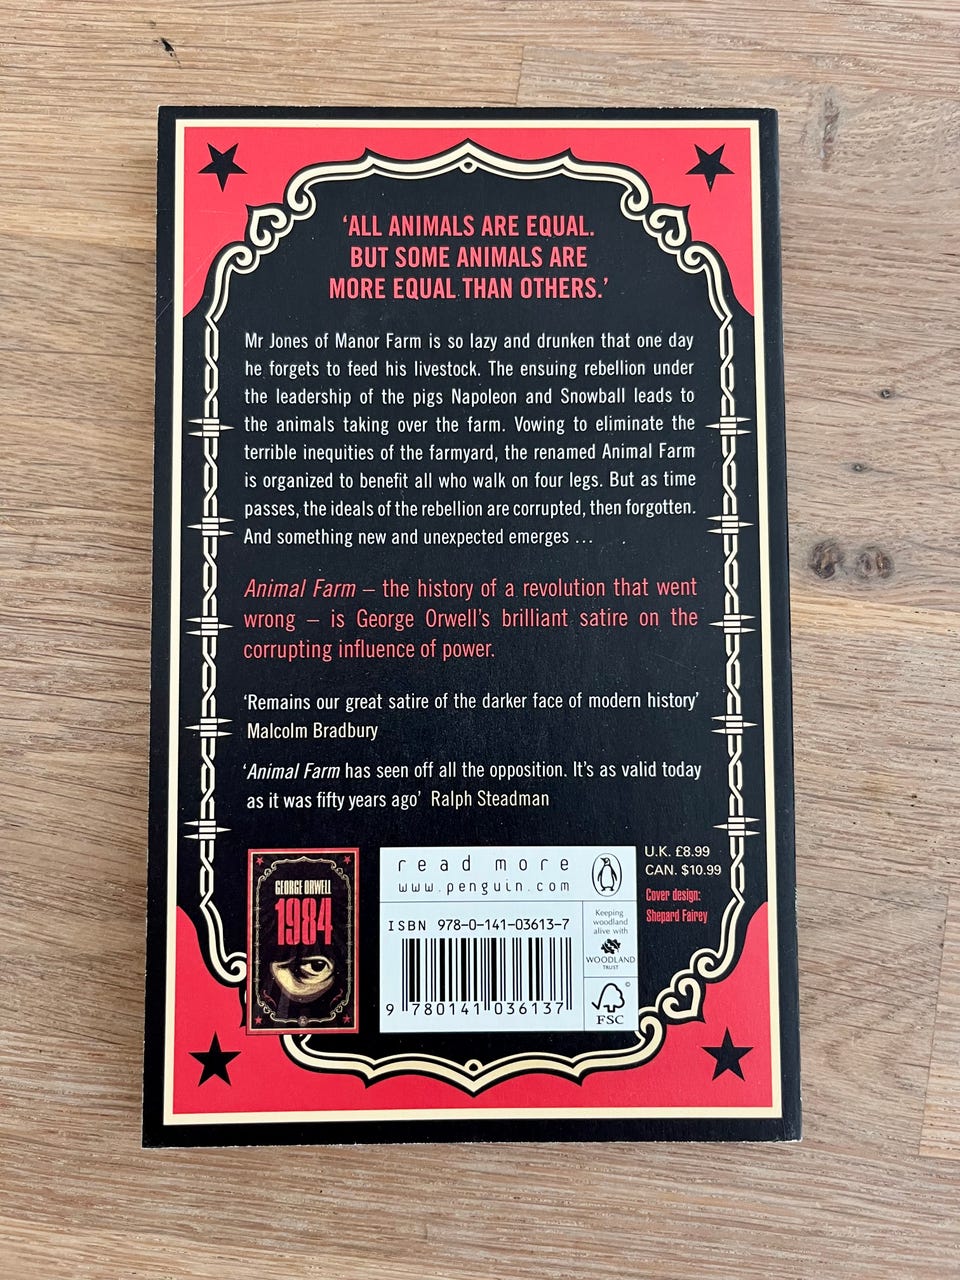 ‘ALL ANIMALS ARE EQUAL.
BUT SOME ANIMALS ARE
MORE EQUAL THAN OTHERS.’
Mr Jones of Manor Farm is so lazy and drunken that one day
he forgets to feed his livestock. The ensuing rebellion under
the leadership of the pigs Napoleon and Snowball leads to
the animals taking over the farm. Vowing to eliminate the
terrible inequities of the farmyard, the renamed Animal Farm
is organized to benefit all who walk on four legs. But as time
passes, the ideals of the rebellion are corrupted, then forgotten.
And something new and unexpected emerges …
Animal Farm – the history of a revolution that went
wrong – is George Orwell’s brilliant satire on the
corrupting influence of power.
‘Remains our great satire of the darker face of modern history’
Malcolm Bradbury
‘Animal Farm has seen off all the opposition. It’s as valid today
as it was fifty years ago’ Ralph Steadman
GEORGE ORWELL
1984
read more
www.penguin.com
ISBN 978-0-141-03613-7
9 780141 036137
Keeping
woodland
alive with
WOODLAND
TRUST
©
FSC
U.K. £8.99
CAN. $10.99
Cover design:
Shepard Fairey